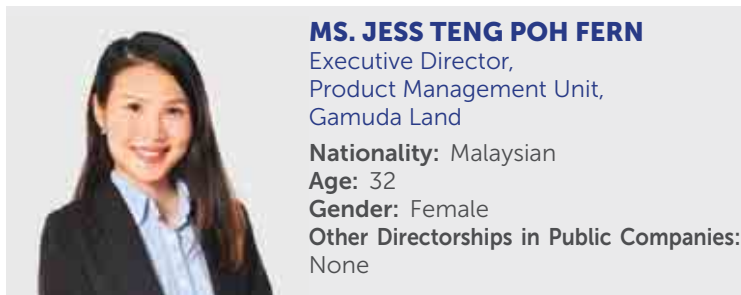 MS. JESS TENG POH FERN
Executive Director,
Product Management Unit,
Gamuda Land
Nationality: Malaysian
Age: 32
Gender: Female
Other Directorships in Public Companies:
None